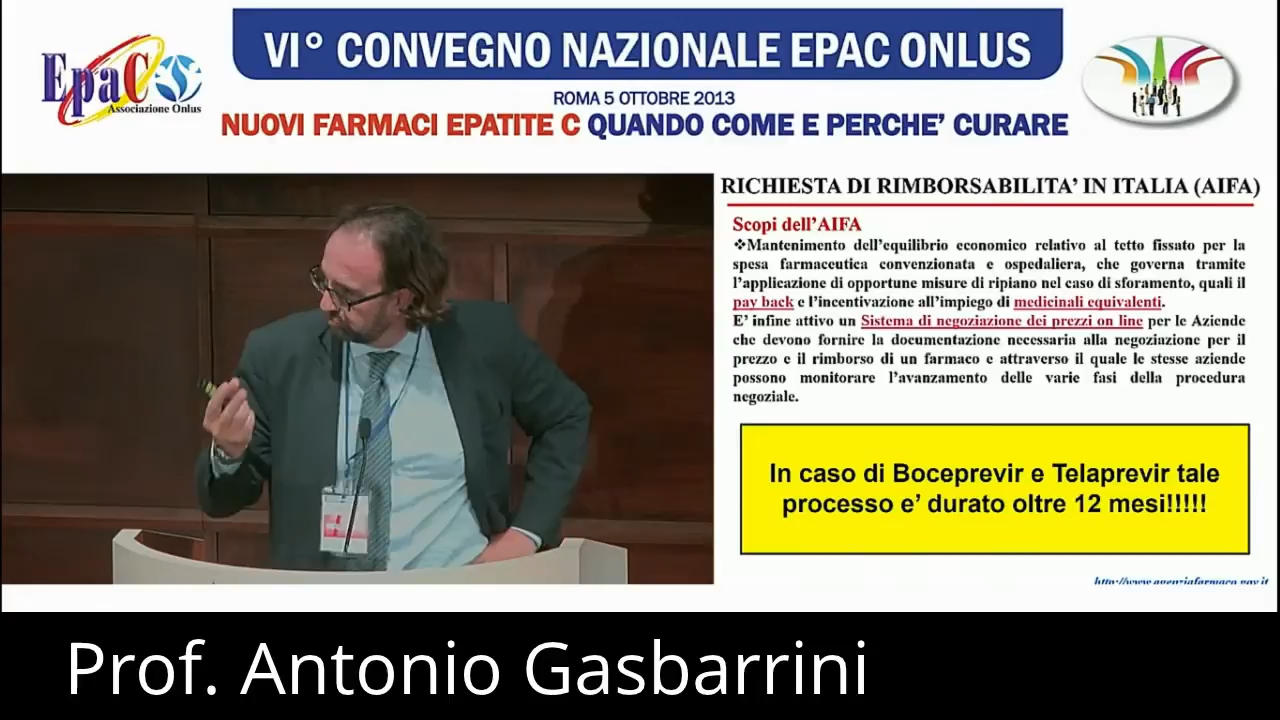 VI° CONVEGNO NAZIONALE EPAC ONLUS
EpaC
Associazione Onlus
ROMA 5 OTTOBRE 2013
NUOVI FARMACI EPATITE C QUANDO COME E PERCHE’ CURARE
RICHIESTA DI RIMBORSABILITA’ IN ITALIA (AIFA)
Scopi dell’AIFA
❖Mantenimento dell’equilibrio economico relativo al tetto fissato per la
spesa farmaceutica convenzionata e ospedaliera, che governa tramite
l’applicazione di opportune misure di ripiano nel caso di sforamento, quali il
pay back e l’incentivazione all’impiego di medicinali equivalenti.
E’ infine attivo un Sistema di negoziazione dei prezzi on line per le Aziende
che devono fornire la documentazione necessaria alla negoziazione per il
prezzo e il rimborso di un farmaco e attraverso il quale le stesse aziende
possono monitorare l’avanzamento delle varie fasi della procedura
negoziale.
In caso di Boceprevir e Telaprevir tale
processo e’ durato oltre 12 mesi!!!!!
http://www.agenziafarmaco.gov.it
Prof. Antonio Gasbarrini